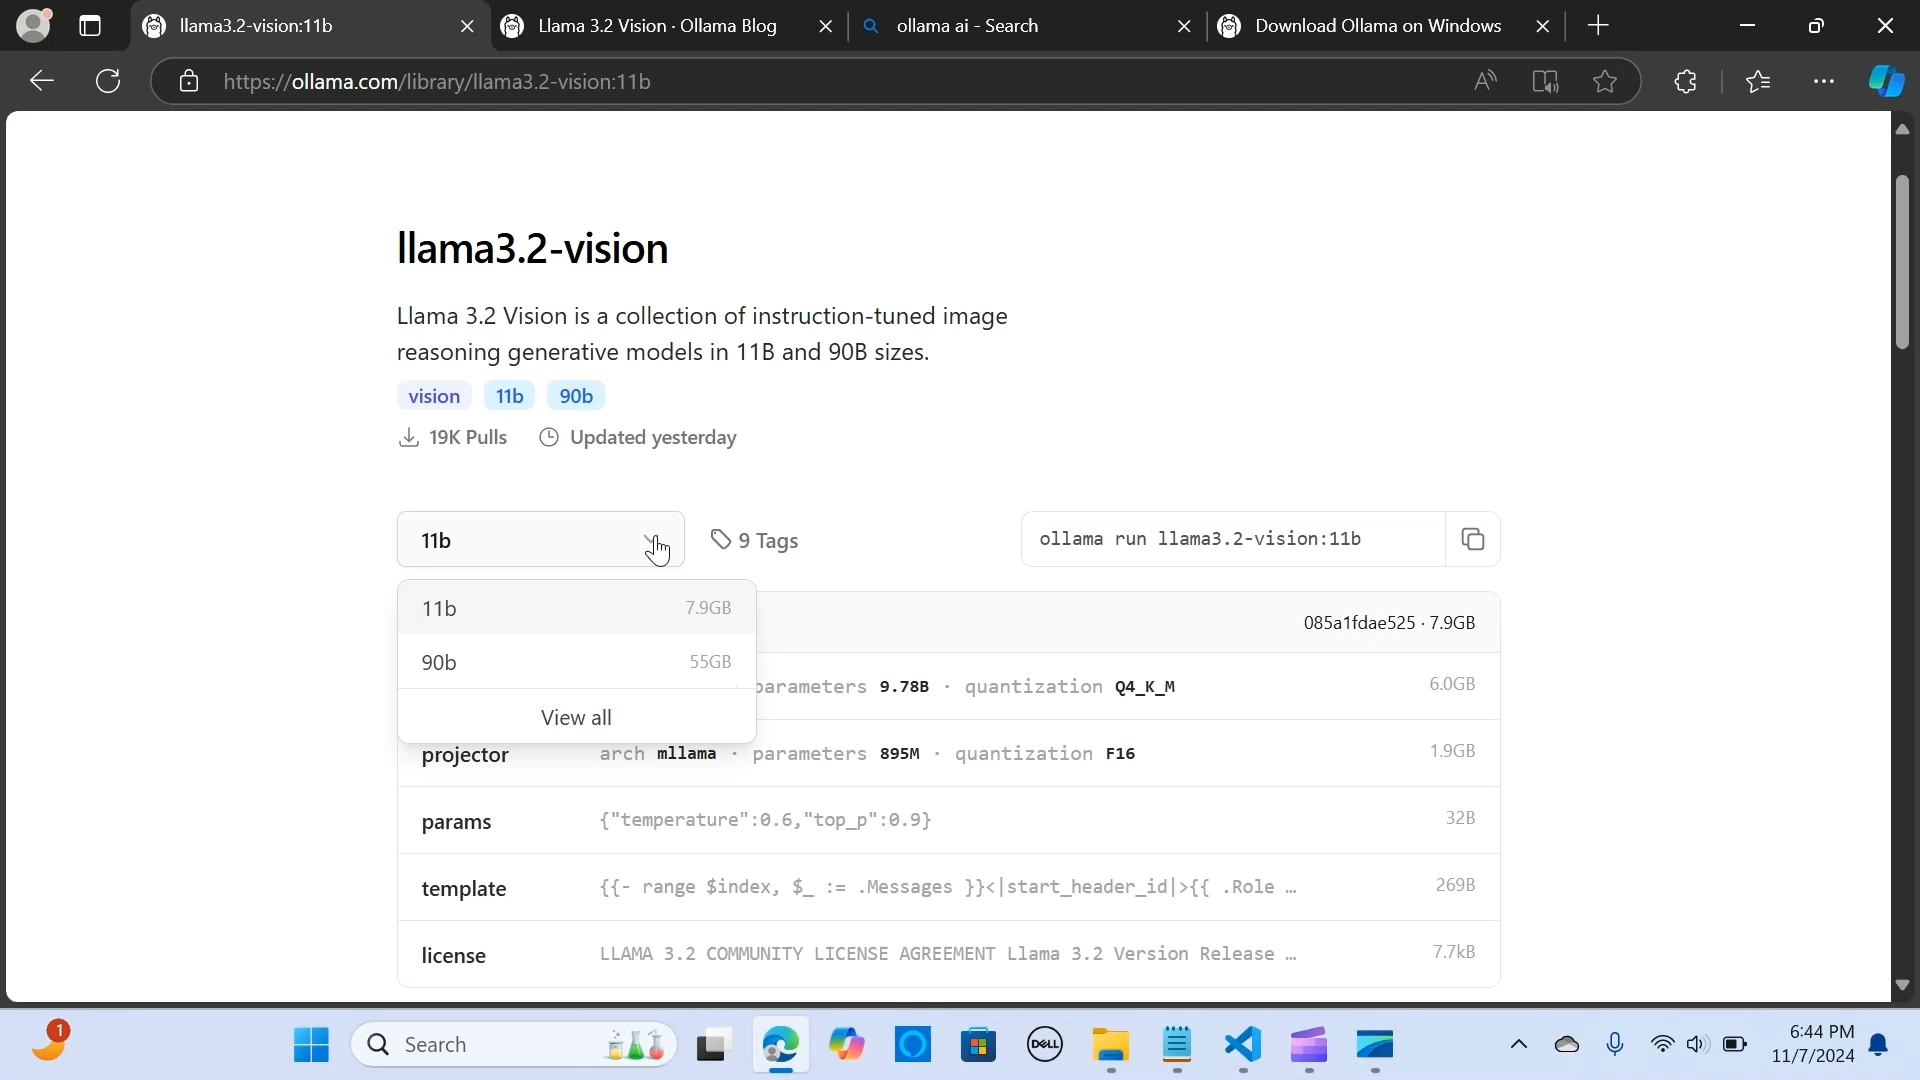 llama3.2-vision:11b
Llama 3.2 Vision · Ollama Blog
ollama ai - Search
Download Ollama on Windows
https://ollama.com/library/llama3.2-vision:11b
llama3.2-vision
Llama 3.2 Vision is a collection of instruction-tuned image
reasoning generative models in 11B and 90B sizes.
vision 11b 90b
19K Pulls Updated yesterday
11b 9 Tags ollama run llama3.2-vision:11b
11b 7.9GB
085a1fdae525 · 7.9GB
90b 55GB
parameters 9.78B · quantization Q4_K_M 6.0GB
View all
projector arch mllama · parameters 895M · quantization F16 1.9GB
params {"temperature":0.6,"top_p":0.9} 32B
template {{- range $index, $_ := .Messages }}<|start_header_id|>{{ .Role … 269B
license LLAMA 3.2 COMMUNITY LICENSE AGREEMENT Llama 3.2 Version Release … 7.7kB
1
Search
DELL
6:44 PM
11/7/2024